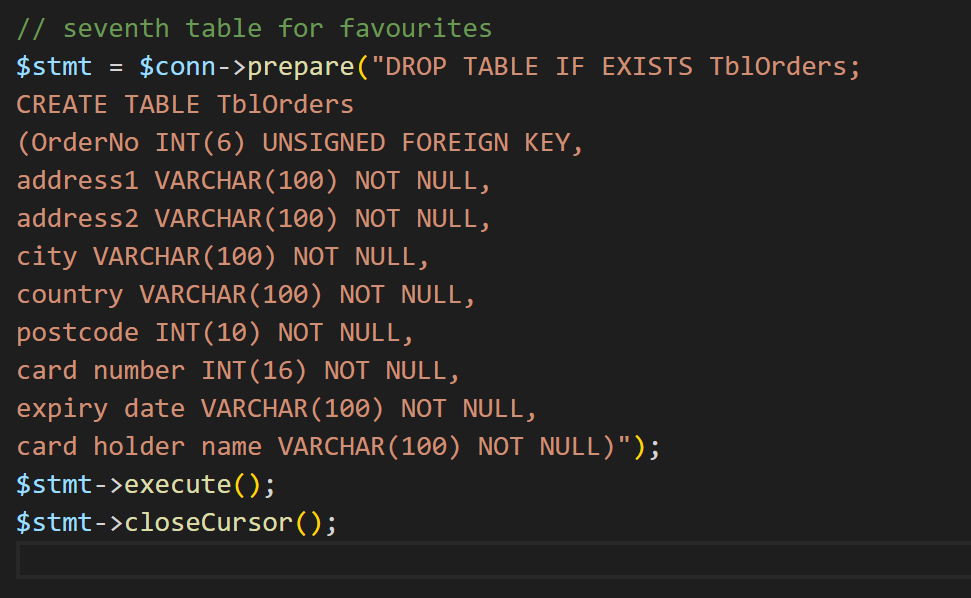 // seventh table for favourites
$stmt = $conn->prepare("DROP TABLE IF EXISTS TblOrders;
CREATE TABLE TblOrders
(OrderNo INT(6) UNSIGNED FOREIGN KEY,
address1 VARCHAR(100) NOT NULL,
address2 VARCHAR(100) NOT NULL,
city VARCHAR(100) NOT NULL,
country VARCHAR(100) NOT NULL,
postcode INT(10) NOT NULL,
card number INT(16) NOT NULL,
expiry date VARCHAR(100) NOT NULL,
card holder name VARCHAR(100) NOT NULL)");
$stmt->execute();
$stmt->closeCursor();